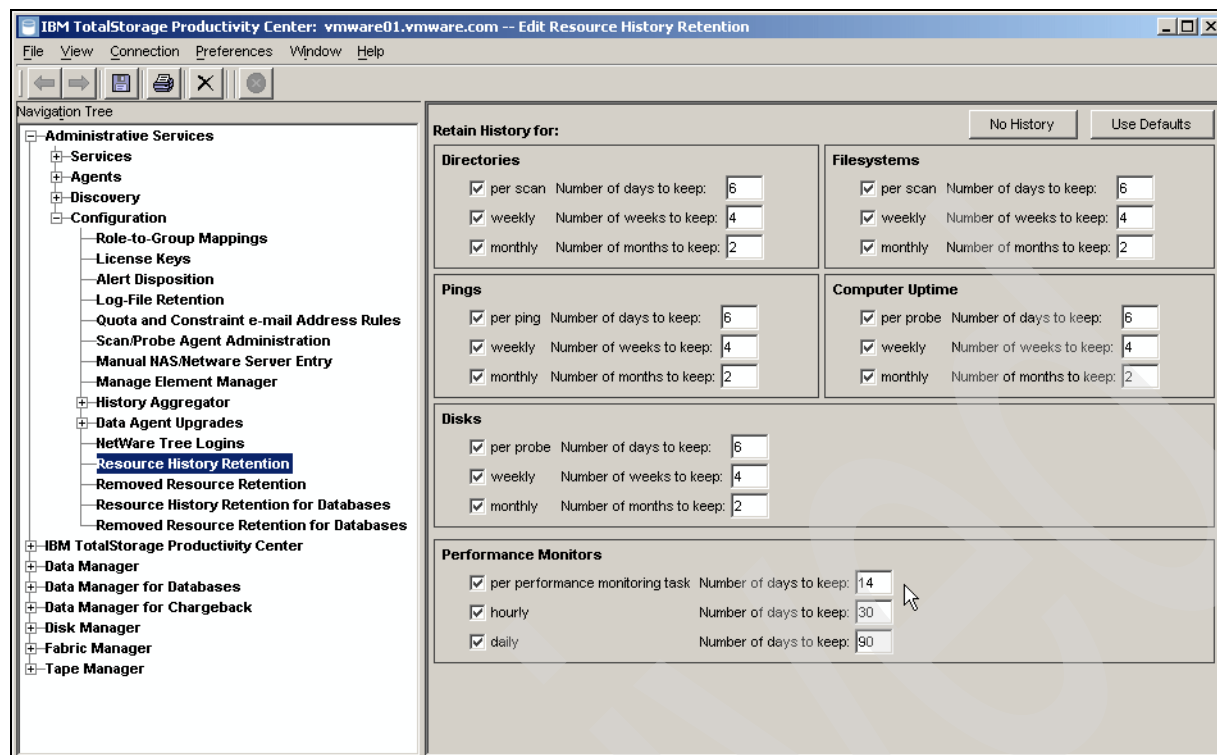 IBM TotalStorage Productivity Center: vmware01.vmware.com -- Edit Resource History Retention
File View Connection Preferences Window Help
Navigation Tree
Administrative Services
Services
Agents
Discovery
Configuration
Role-to-Group Mappings
License Keys
Alert Disposition
Log-File Retention
Quota and Constraint e-mail Address Rules
Scan/Probe Agent Administration
Manual NAS/Netware Server Entry
Manage Element Manager
History Aggregator
Data Agent Upgrades
NetWare Tree Logins
Resource History Retention
Removed Resource Retention
Resource History Retention for Databases
Removed Resource Retention for Databases
IBM TotalStorage Productivity Center
Data Manager
Data Manager for Databases
Data Manager for Chargeback
Disk Manager
Fabric Manager
Tape Manager
Retain History for:
No History
Use Defaults
Directories
per scan Number of days to keep: 6
weekly Number of weeks to keep: 4
monthly Number of months to keep: 2
Filesystems
per scan Number of days to keep: 6
weekly Number of weeks to keep: 4
monthly Number of months to keep: 2
Pings
per ping Number of days to keep: 6
weekly Number of weeks to keep: 4
monthly Number of months to keep: 2
Computer Uptime
per probe Number of days to keep: 6
weekly Number of weeks to keep: 4
monthly Number of months to keep: 2
Disks
per probe Number of days to keep: 6
weekly Number of weeks to keep: 4
monthly Number of months to keep: 2
Performance Monitors
per performance monitoring task Number of days to keep: 14
hourly Number of days to keep: 30
daily Number of days to keep: 90